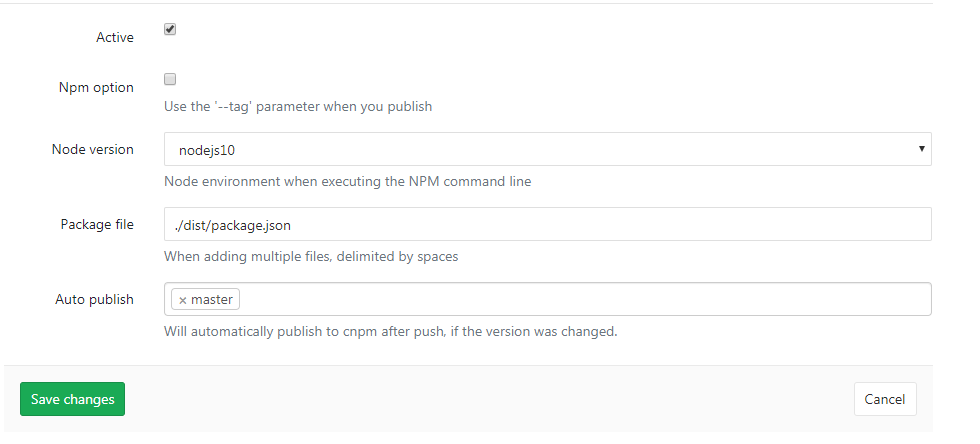 Active
Npm option
Use the '--tag' parameter when you publish
Node version nodejs10
Node environment when executing the NPM command line
Package file ./dist/package.json
When adding multiple files, delimited by spaces
Auto publish × master
Will automatically publish to cnpm after push, if the version was changed.
Save changes Cancel